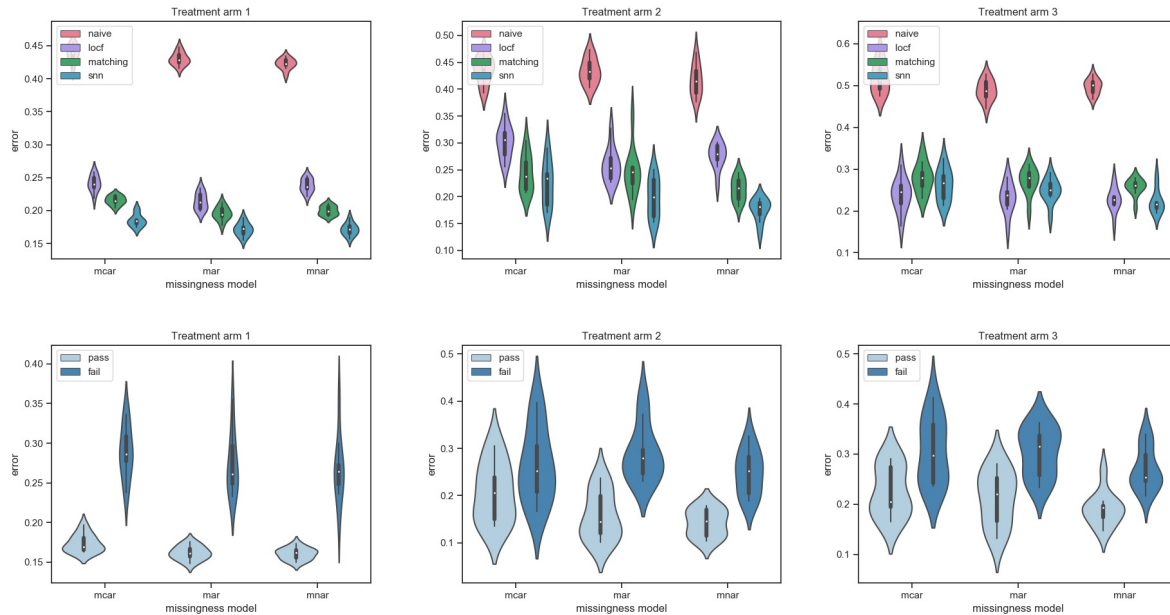 Treatment arm 1
naive
locf
matching
snn
0.45
0.40
0.35
0.30
0.25
0.20
0.15
error
mcar
mar
mnar
missingness model
Treatment arm 2
naive
locf
matching
snn
0.50
0.45
0.40
0.35
0.30
0.25
0.20
0.15
0.10
error
mcar
mar
mnar
missingness model
Treatment arm 3
naive
locf
matching
snn
0.6
0.5
0.4
0.3
0.2
0.1
error
mcar
mar
mnar
missingness model
Treatment arm 1
pass
fail
0.40
0.35
0.30
0.25
0.20
0.15
error
mcar
mar
mnar
missingness model
Treatment arm 2
pass
fail
0.5
0.4
0.3
0.2
0.1
error
mcar
mar
mnar
missingness model
Treatment arm 3
pass
fail
0.5
0.4
0.3
0.2
0.1
error
mcar
mar
mnar
missingness model